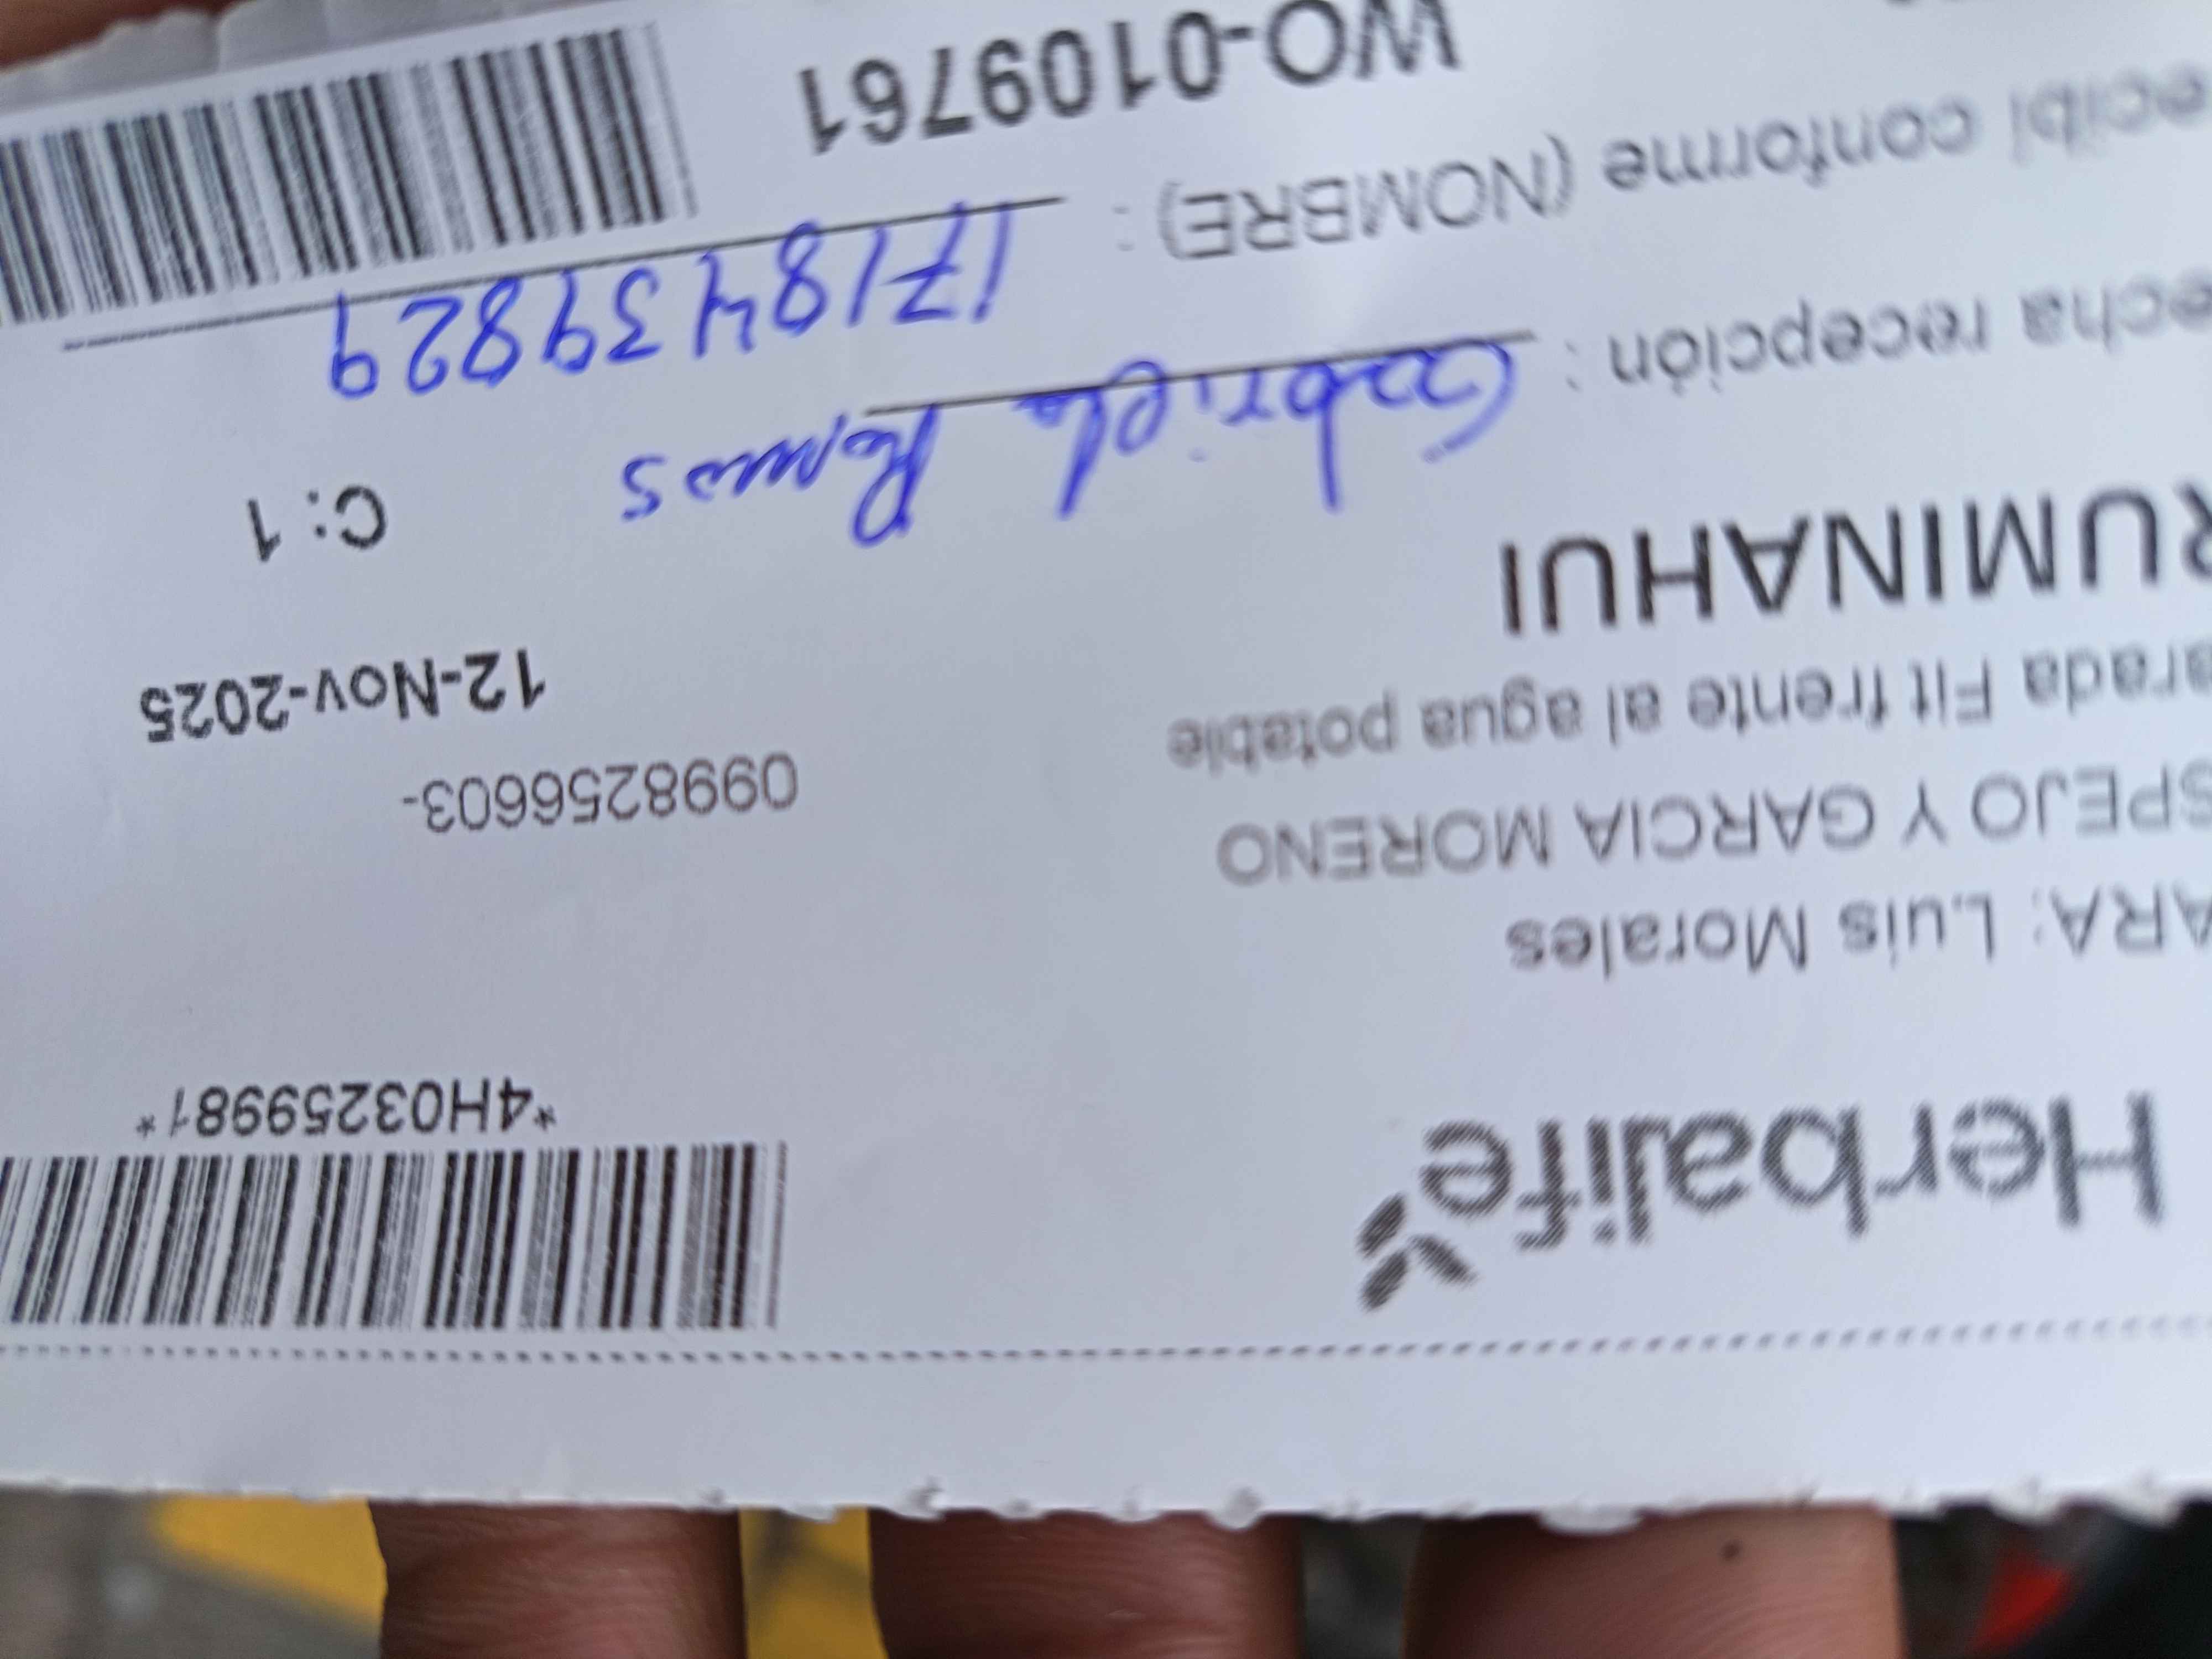 Herbalife
*4H03259981*
ARA: Luis Morales
SPEJO Y GARCIA MORENO
0998256603-
arada Fit frente al agua potable
12-Nov-2025
RUMINAHUI
C: 1
echa recepción : Gabriela Ramos
ecibi conforme (NOMBRE) : 1718439829
WO-0109761